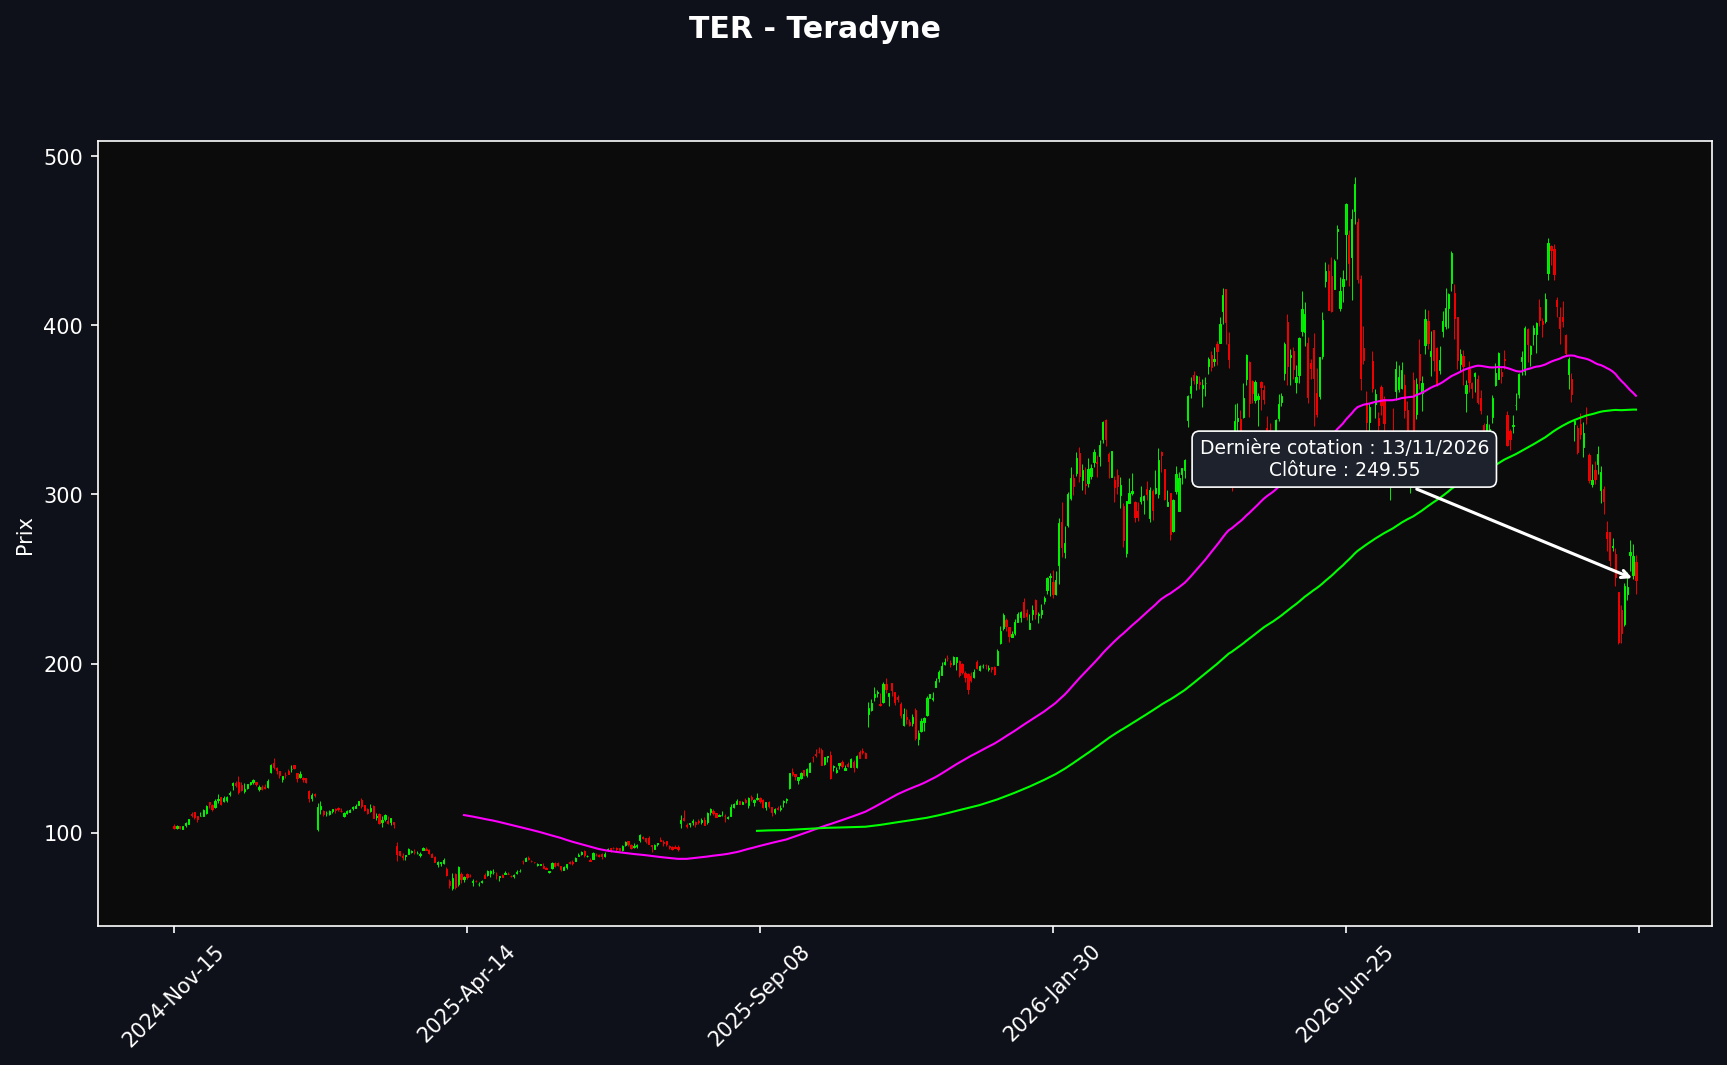 TER - Teradyne
500
400
300
200
100
Prix
Dernière cotation : 13/11/2026
Clôture : 249.55
2024-Nov-15
2025-Apr-14
2025-Sep-08
2026-Jan-30
2026-Jun-25